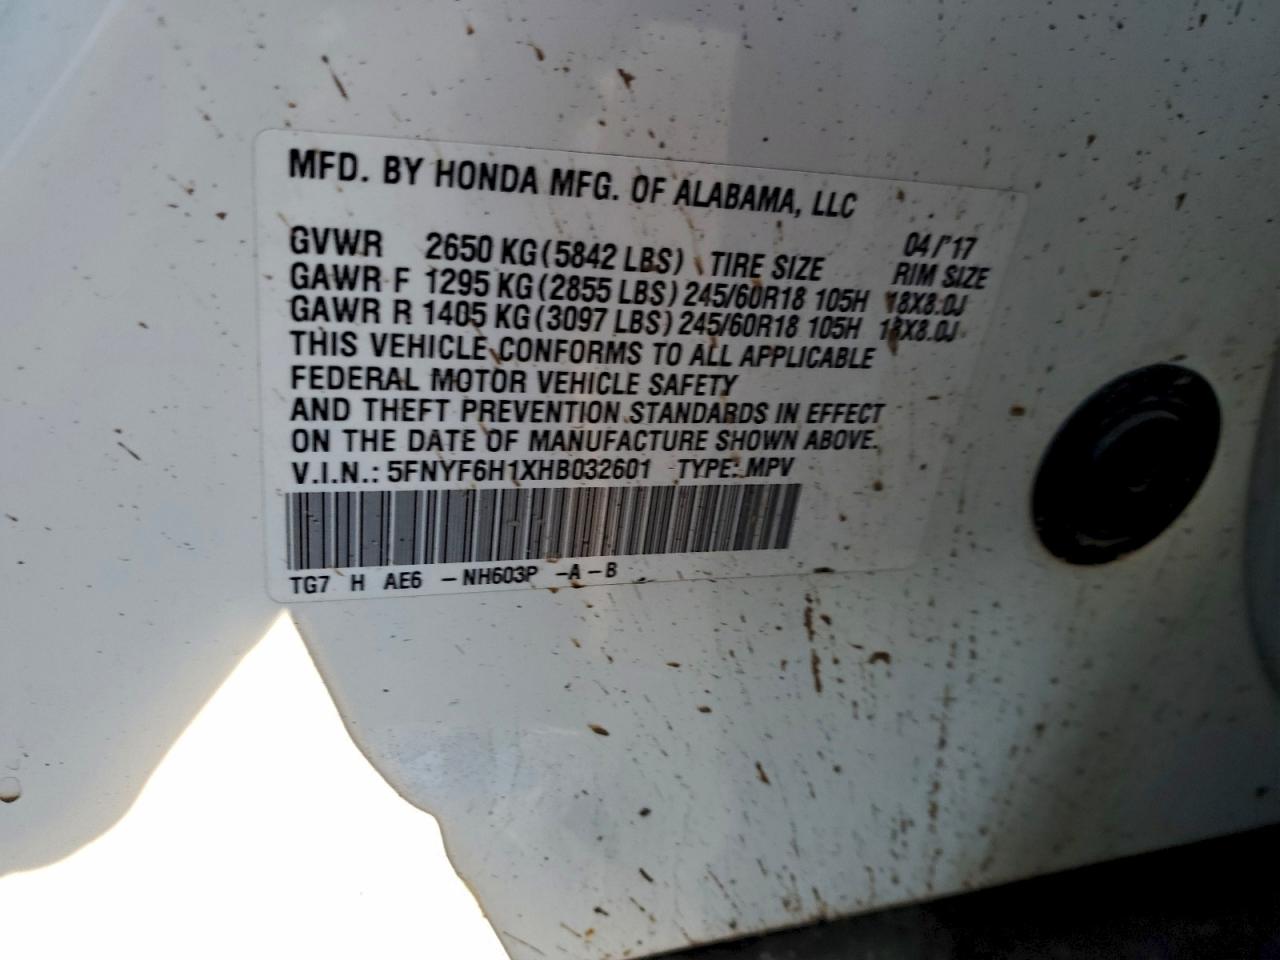 MFD. BY HONDA MFG. OF ALABAMA, LLC
04/'17
GVWR 2650 KG (5842 LBS) TIRE SIZE RIM SIZE
GAWR F 1295 KG (2855 LBS) 245/60R18 105H 18X8.0J
GAWR R 1405 KG (3097 LBS) 245/60R18 105H 18X8.0J
THIS VEHICLE CONFORMS TO ALL APPLICABLE
FEDERAL MOTOR VEHICLE SAFETY
AND THEFT PREVENTION STANDARDS IN EFFECT
ON THE DATE OF MANUFACTURE SHOWN ABOVE.
V.I.N.: 5FNYF6H1XHB032601 TYPE: MPV
TG7 H AE6 -NH603P -A -B